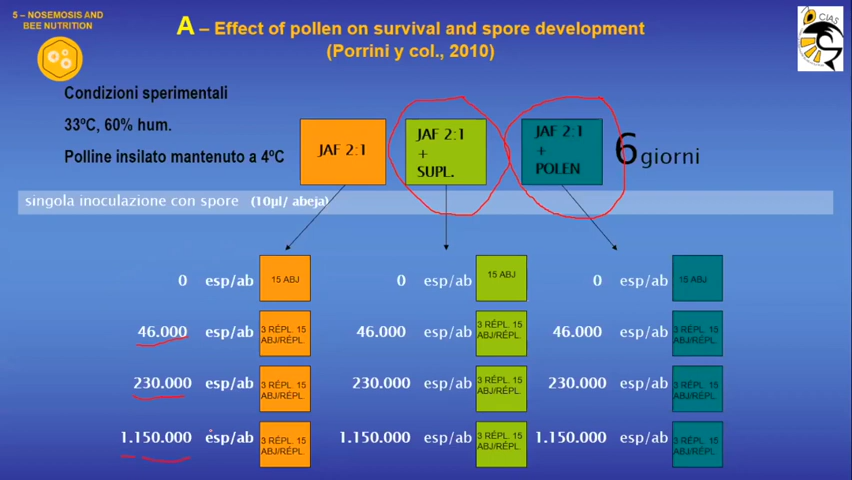 5 – NOSEMOSIS AND
BEE NUTRITION
A – Effect of pollen on survival and spore development
(Porrini y col., 2010)
CIAS
Condizioni sperimentali
33ºC, 60% hum.
Polline insilato mantenuto a 4ºC
JAF 2:1
JAF 2:1
+
SUPL.
JAF 2:1
+
POLEN
6 giorni
singola inoculazione con spore (10µl/ abeja)
0 esp/ab 15 ABJ 0 esp/ab 15 ABJ 0 esp/ab 15 ABJ
46.000 esp/ab 3 RÉPL. 15 ABJ/RÉPL. 46.000 esp/ab 3 RÉPL. 15 ABJ/RÉPL. 46.000 esp/ab 3 RÉPL. 15 ABJ/RÉPL.
230.000 esp/ab 3 RÉPL. 15 ABJ/RÉPL. 230.000 esp/ab 3 RÉPL. 15 ABJ/RÉPL. 230.000 esp/ab 3 RÉPL. 15 ABJ/RÉPL.
1.150.000 esp/ab 3 RÉPL. 15 ABJ/RÉPL. 1.150.000 esp/ab 3 RÉPL. 15 ABJ/RÉPL. 1.150.000 esp/ab 3 RÉPL. 15 ABJ/RÉPL.